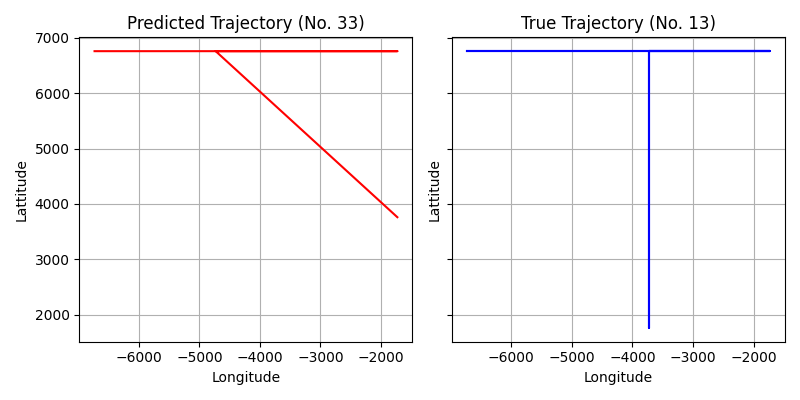 Predicted Trajectory (No. 33)
True Trajectory (No. 13)
7000
6000
5000
4000
3000
2000
Lattitude
Lattitude
−6000 −5000 −4000 −3000 −2000
−6000 −5000 −4000 −3000 −2000
Longitude
Longitude